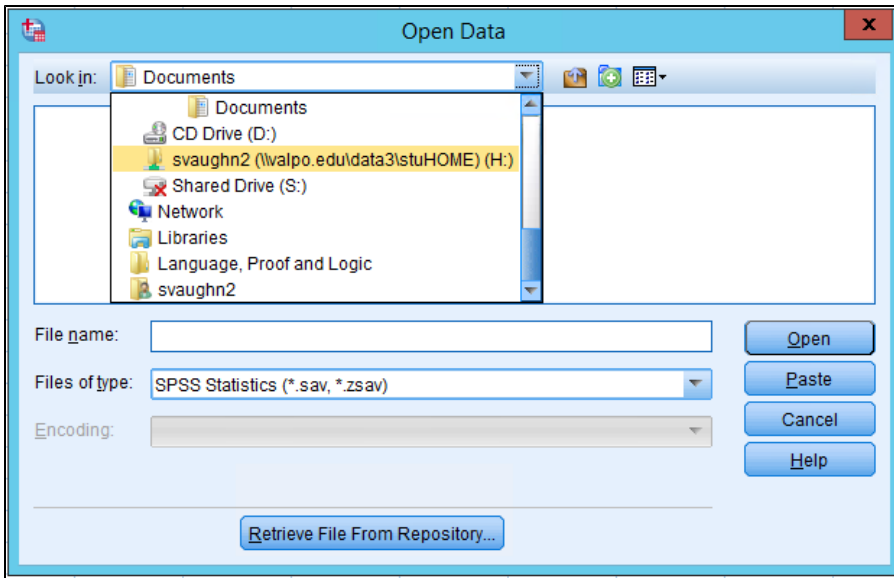 Open Data
x
Look in: Documents
Documents
CD Drive (D:)
svaughn2 (\\valpo.edu\data3\stuHOME) (H:)
Shared Drive (S:)
Network
Libraries
Language, Proof and Logic
svaughn2
File name:
Open
Files of type: SPSS Statistics (*.sav, *.zsav)
Paste
Encoding:
Cancel
Help
Retrieve File From Repository...